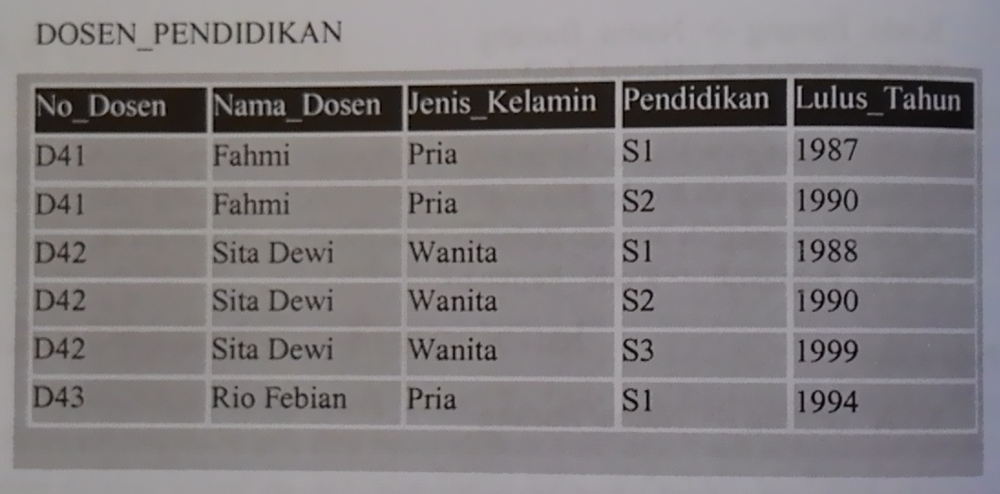 DOSEN_PENDIDIKAN
No_Dosen Nama_Dosen Jenis_Kelamin Pendidikan Lulus_Tahun
D41 Fahmi Pria S1 1987
D41 Fahmi Pria S2 1990
D42 Sita Dewi Wanita S1 1988
D42 Sita Dewi Wanita S2 1990
D42 Sita Dewi Wanita S3 1999
D43 Rio Febian Pria S1 1994